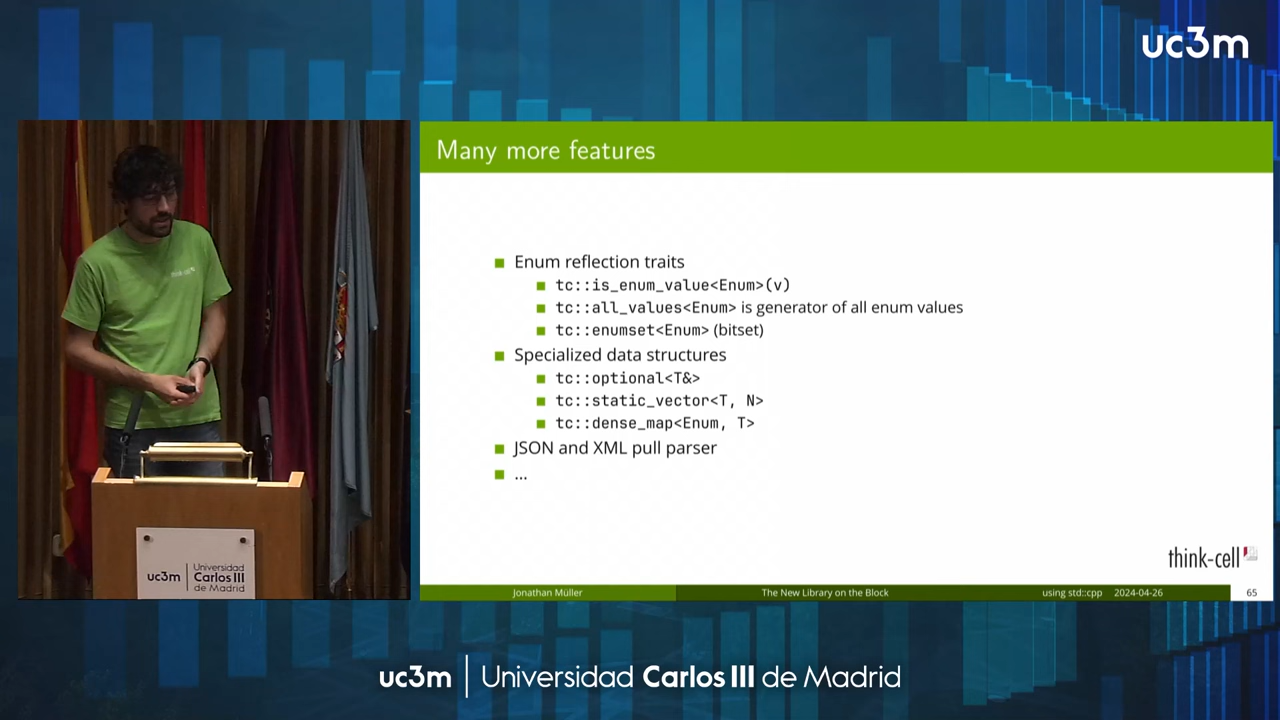 uc3m
Many more features
Enum reflection traits
tc::is_enum_value<Enum>(v)
tc::all_values<Enum> is generator of all enum values
tc::enumset<Enum> (bitset)
Specialized data structures
tc::optional<T&>
tc::static_vector<T, N>
tc::dense_map<Enum, T>
JSON and XML pull parser
...
think-cell
Jonathan Müller The New Library on the Block using std::cpp 2024-04-26 65
think-cell
uc3m Universidad
Carlos III
de Madrid
uc3m Universidad Carlos III de Madrid